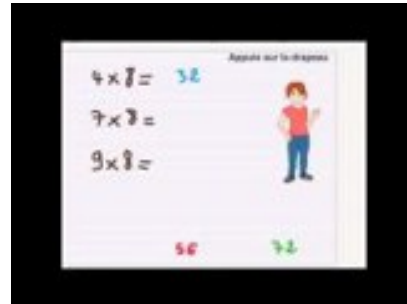 Appuie sur le drapeau
4 x 8 = 32
7 x 8 =
9 x 8 =
56 72